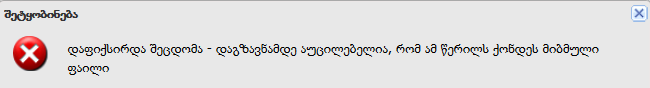 შეტყობინება
დაფიქსირდა შეცდომა - დაგზავნამდე აუცილებელია, რომ ამ წერილს ქონდეს მიბმული
ფაილი